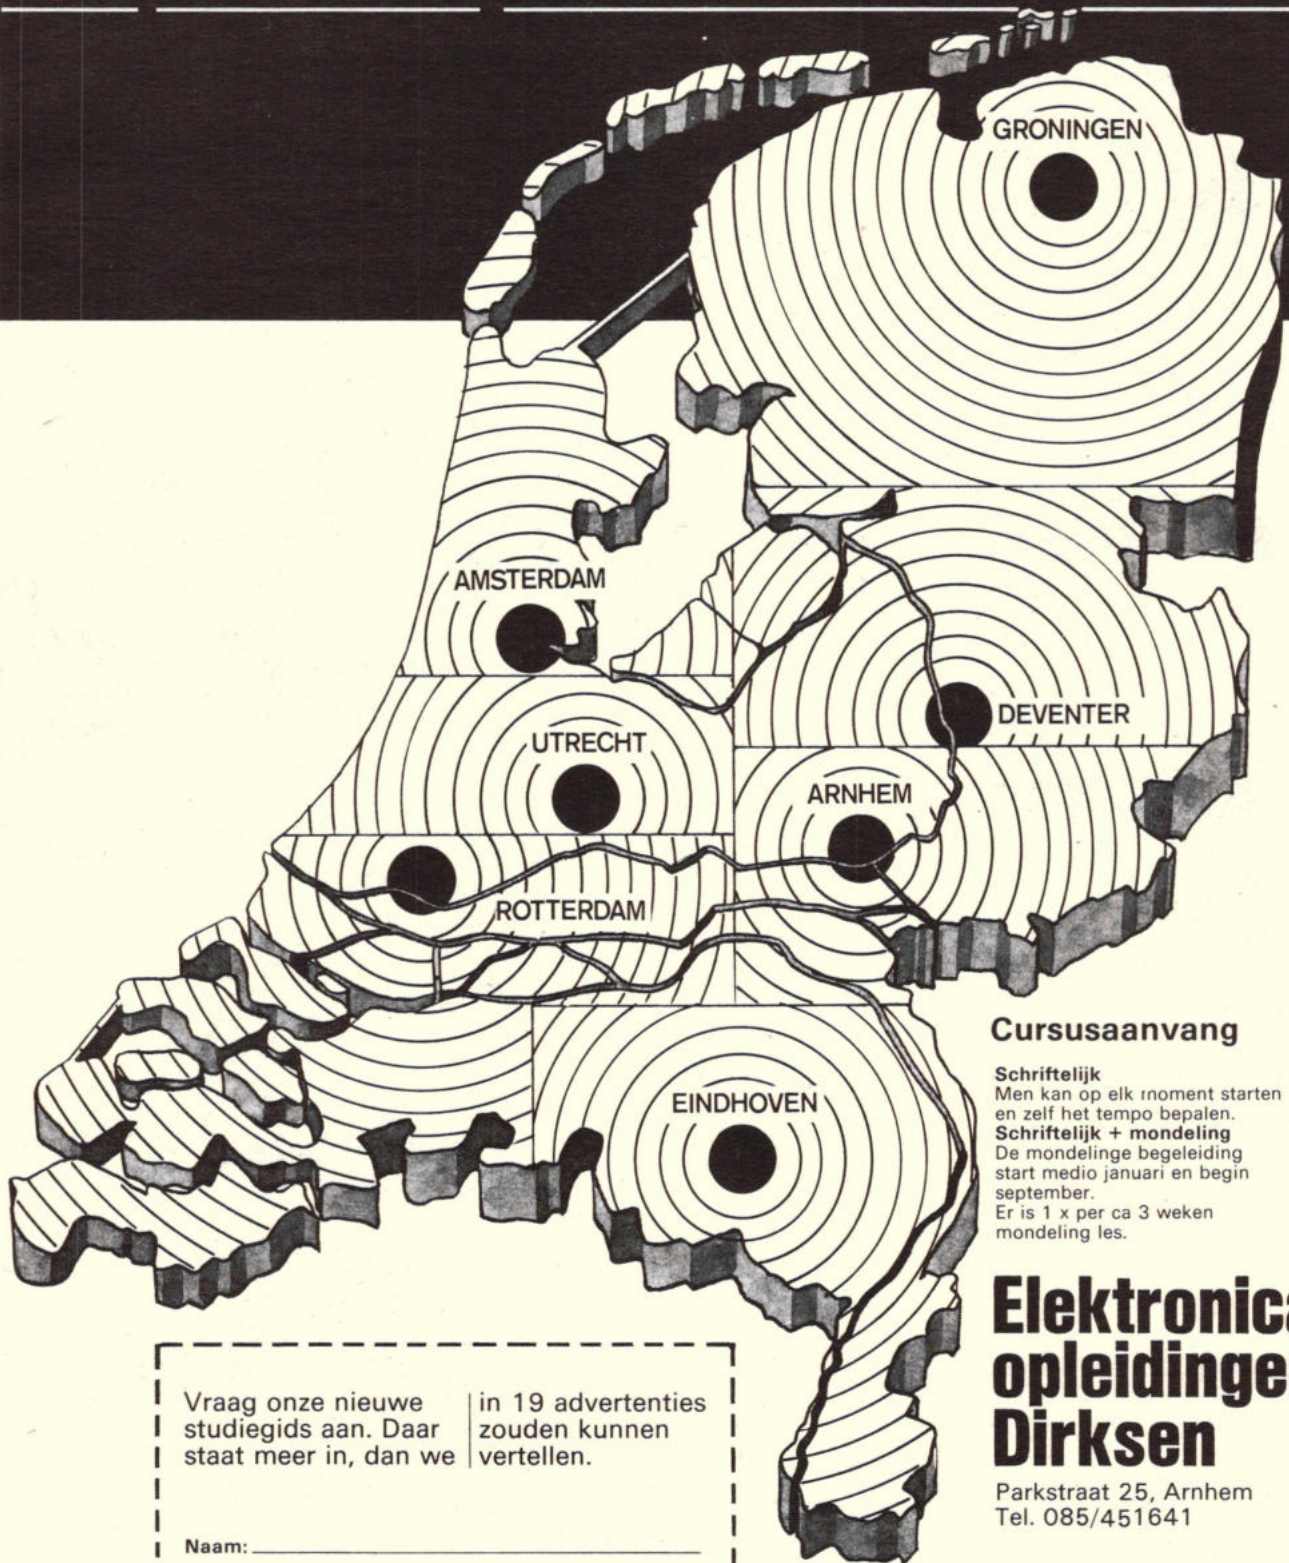 GRONINGEN
AMSTERDAM
DEVENTER
UTRECHT
ARNHEM
ROTTERDAM
EINDHOVEN
Cursusaanvang
Schriftelijk
Men kan op elk moment starten
en zelf het tempo bepalen.
Schriftelijk + mondeling
De mondelinge begeleiding
start medio januari en begin
september.
Er is 1 x per ca 3 weken
mondeling les.
Elektronica
opleidinge
Dirksen
Parkstraat 25, Arnhem
Tel. 085/451641
Vraag onze nieuwe
studiegids aan. Daar
staat meer in, dan we
in 19 advertenties
zouden kunnen
vertellen.
Naam: